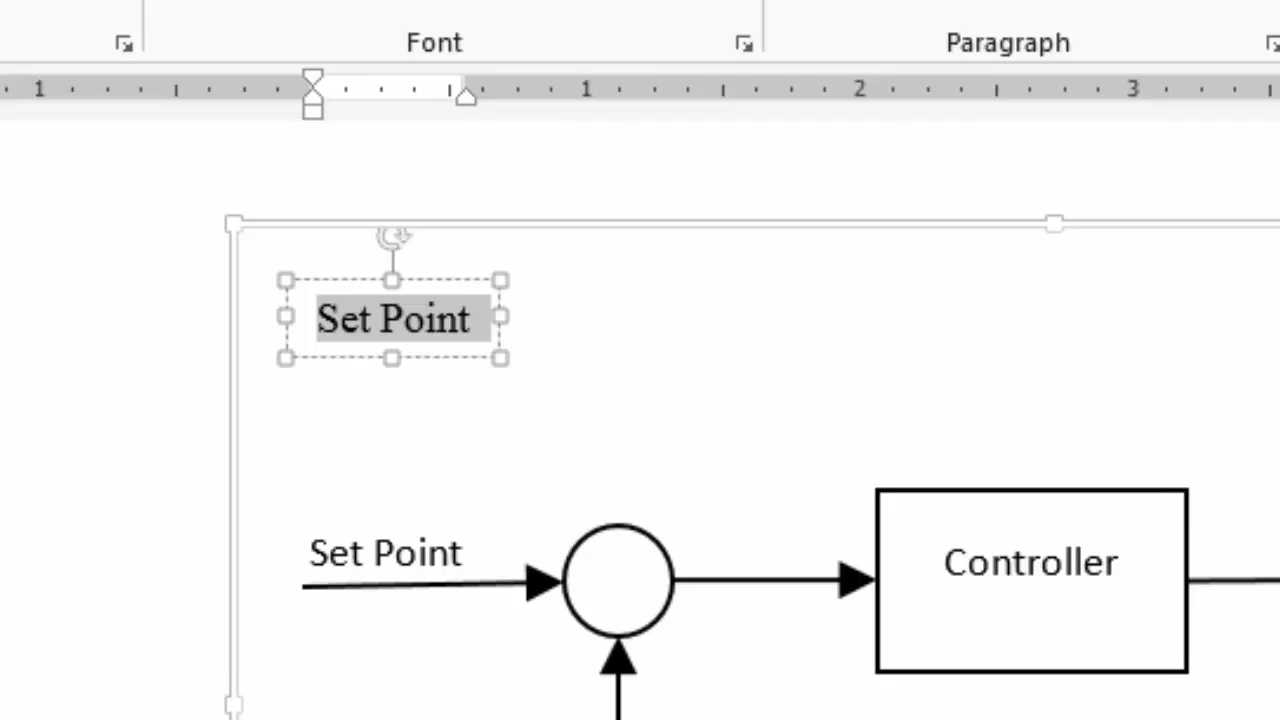 Font
Paragraph
1
1
2
3
Set Point
Set Point
Controller